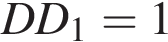 DD₁ = 1